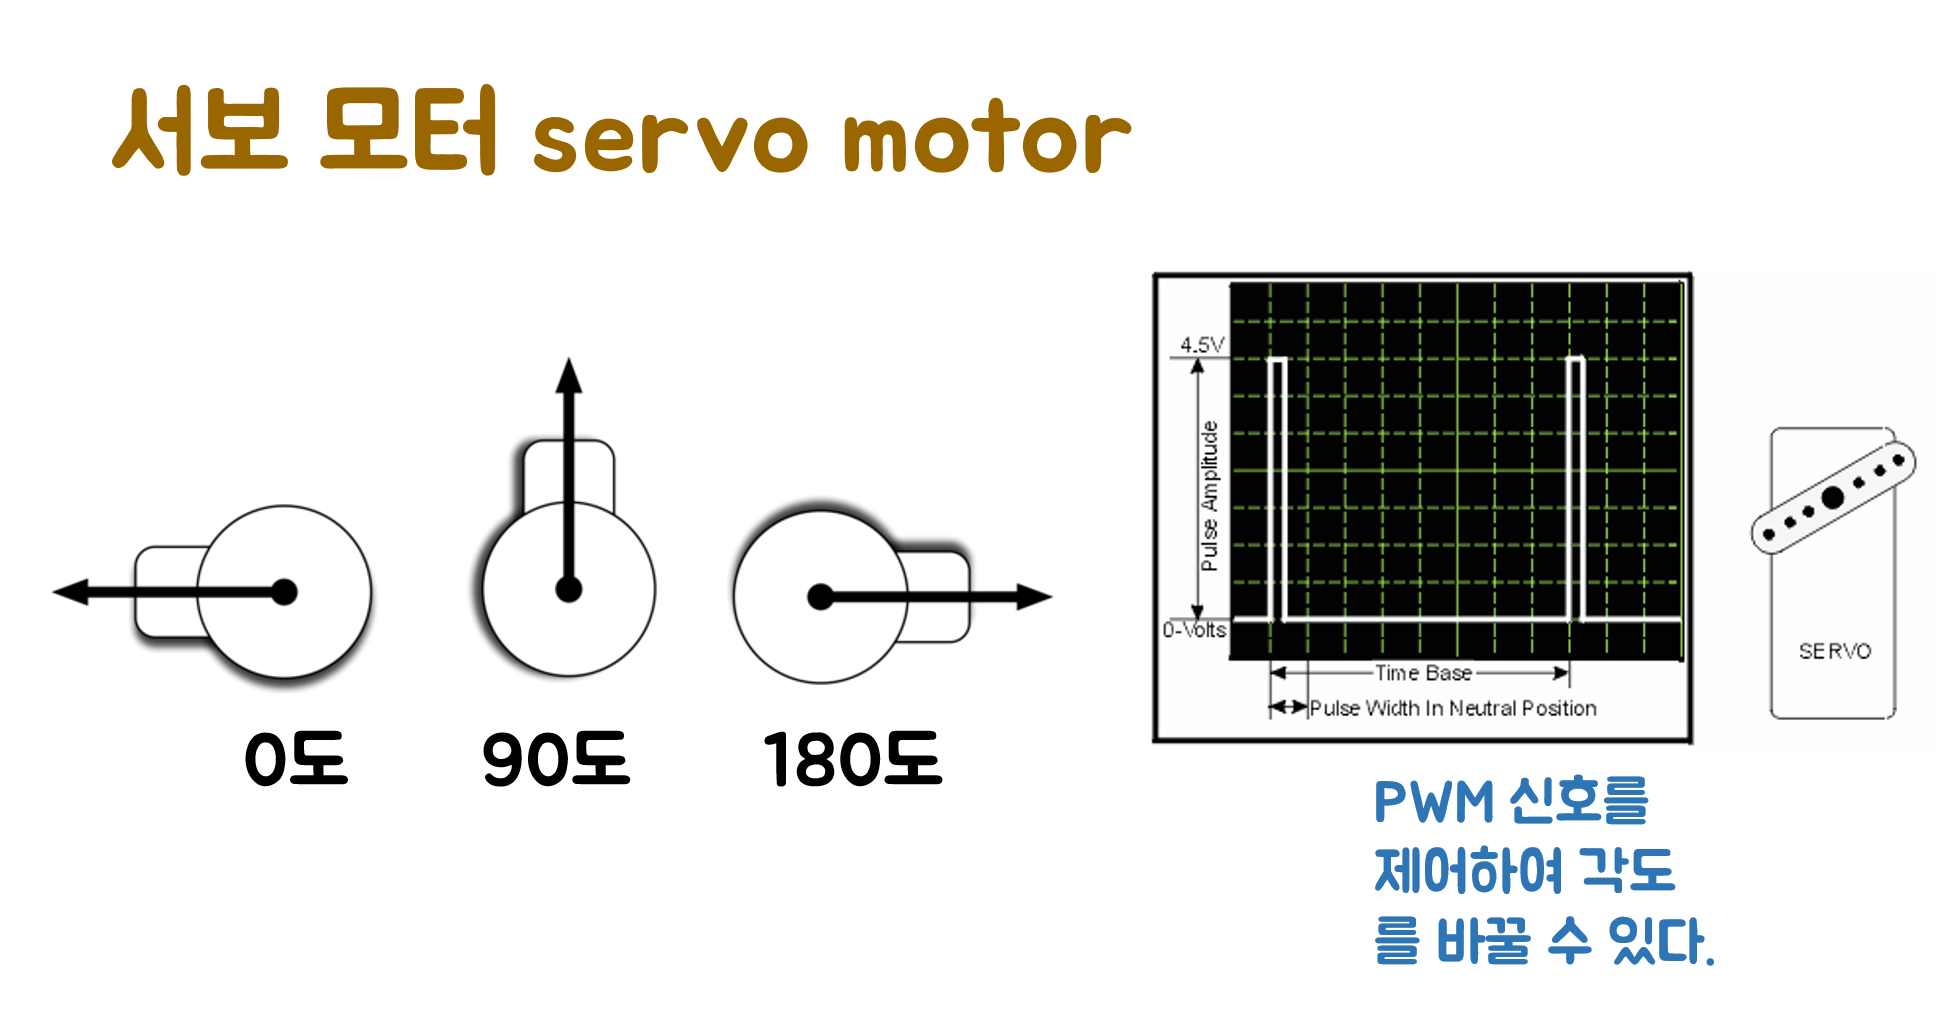 서보 모터 servo motor
0도
90도
180도
4.5V
Pulse Amplitude
0-Volts
Time Base
Pulse Width In Neutral Position
SERVO
PWM 신호를
제어하여 각도
를 바꿀 수 있다.